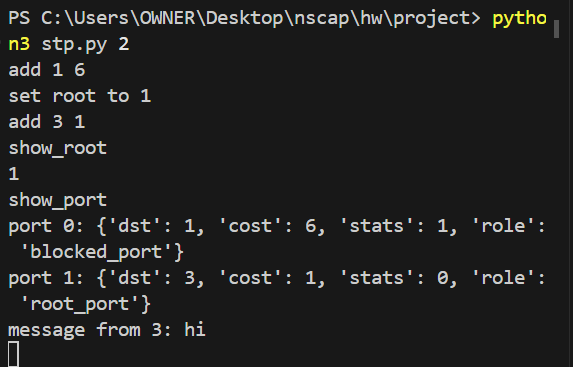 PS C:\Users\OWNER\Desktop\nscap\hw\project> pytho
n3 stp.py 2
add 1 6
set root to 1
add 3 1
show_root
1
show_port
port 0: {'dst': 1, 'cost': 6, 'stats': 1, 'role':
 'blocked_port'}
port 1: {'dst': 3, 'cost': 1, 'stats': 0, 'role':
 'root_port'}
message from 3: hi